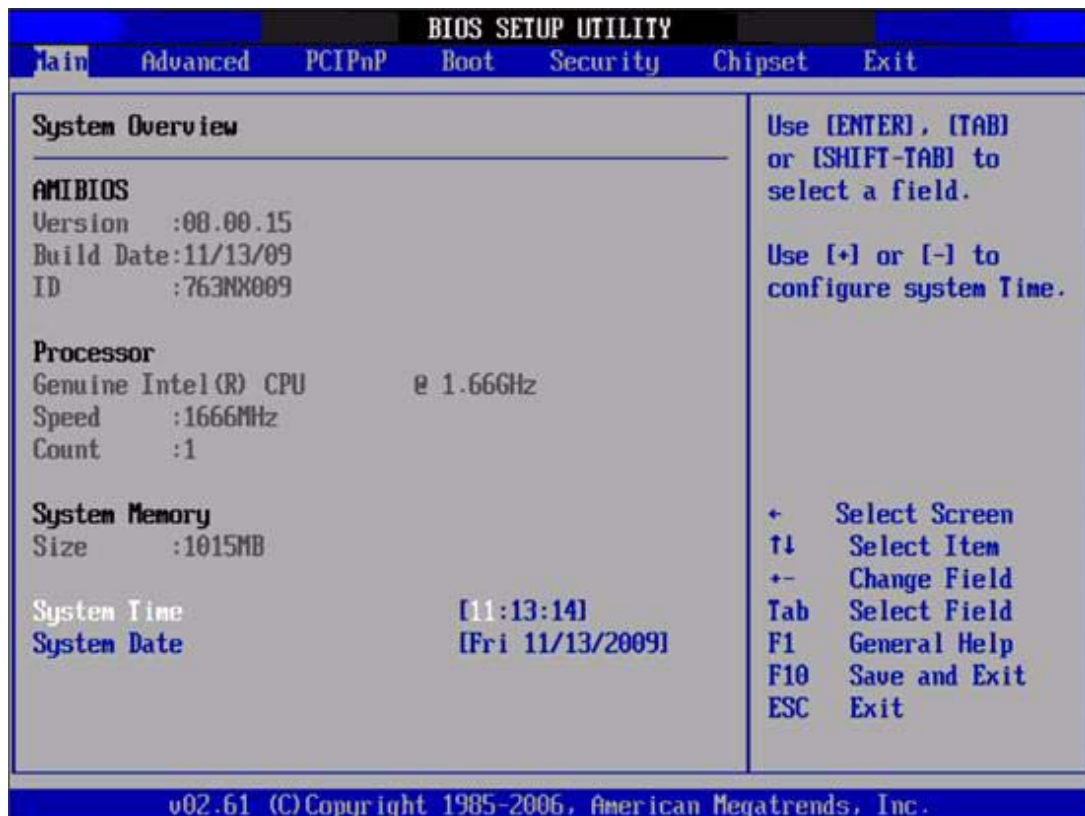 BIOS SETUP UTILITY
Main Advanced PCIPnP Boot Security Chipset Exit
System Overview
AMIBIOS
Version :08.00.15
Build Date:11/13/09
ID :763NX009
Processor
Genuine Intel(R) CPU @ 1.66GHz
Speed :1666MHz
Count :1
System Memory
Size :1015MB
System Time [11:13:14]
System Date [Fri 11/13/2009]
Use [ENTER], [TAB]
or [SHIFT-TAB] to
select a field.
Use [+] or [-] to
configure system Time.
← Select Screen
↑↓ Select Item
+- Change Field
Tab Select Field
F1 General Help
F10 Save and Exit
ESC Exit
v02.61 (C)Copyright 1985-2006, American Megatrends, Inc.